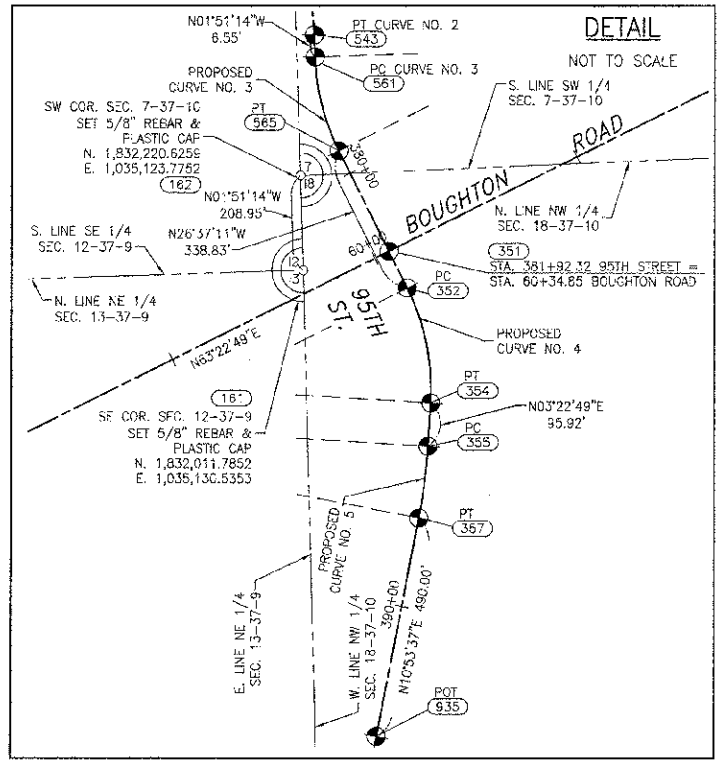 DETAIL
NOT TO SCALE
N01°51'14"W
6.55'
PT CURVE NO. 2
543
PC CURVE NO. 3
561
PROPOSED
CURVE NO. 3
S. LINE SW 1/4
SEC. 7-37-10
SW COR. SEC. 7-37-10
SET 5/8" REBAR &
PLASTIC CAP
N. 1,832,220.6259
E. 1,035,123.7752
162
PT
565
380+00
7
18
BOUGHTON ROAD
N01°51'14"W
208.95'
N. LINE NW 1/4
SEC. 18-37-10
S. LINE SE 1/4
SEC. 12-37-9
N26°37'11"W
338.83'
60+00
351
STA. 381+92.32 95TH STREET =
STA. 60+34.85 BOUGHTON ROAD
12
13
N. LINE NE 1/4
SEC. 13-37-9
PC
352
95TH
ST.
PROPOSED
CURVE NO. 4
N63°22'49"E
PT
354
N03°22'49"E
95.92'
161
SE COR. SEC. 12-37-9
SET 5/8" REBAR &
PLASTIC CAP
N. 1,832,011.7852
E. 1,035,130.5353
PC
355
PROPOSED
CURVE NO. 5
PT
357
E. LINE NE 1/4
SEC. 13-37-9
W. LINE NW 1/4
SEC. 18-37-10
390+00
N10°53'37"E 490.00'
POT
935